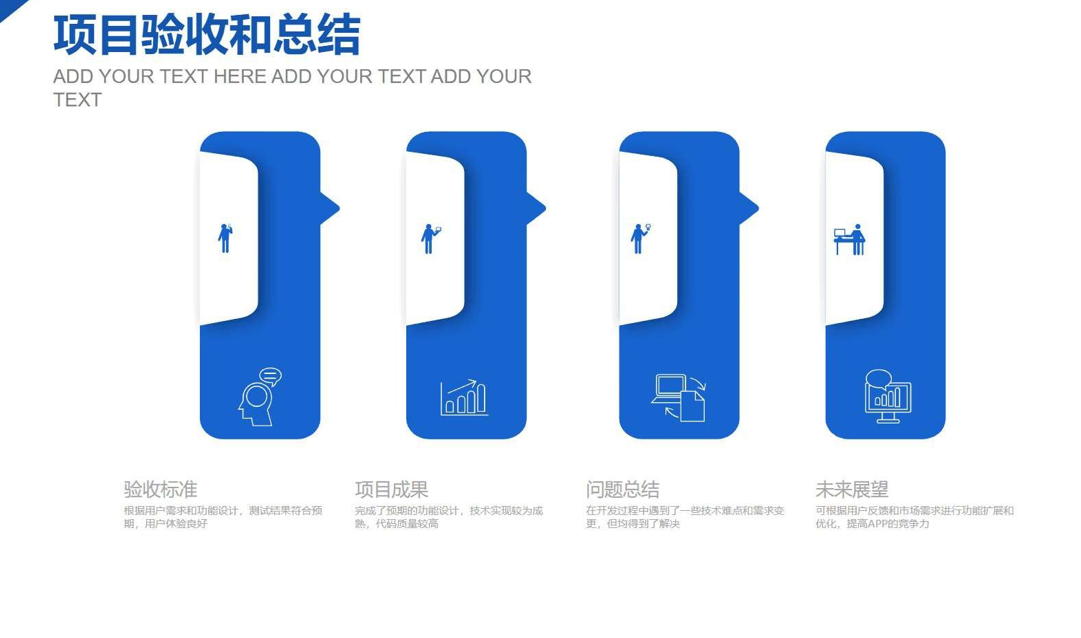 项目验收和总结
ADD YOUR TEXT HERE ADD YOUR TEXT ADD YOUR
TEXT
验收标准
根据用户需求和功能设计，测试结果符合预
期，用户体验良好
项目成果
完成了预期的功能设计，技术实现较为成
熟，代码质量较高
问题总结
在开发过程中遇到了一些技术难点和需求变
更，但均得到了解决
未来展望
可根据用户反馈和市场需求进行功能扩展和
优化，提高APP的竞争力